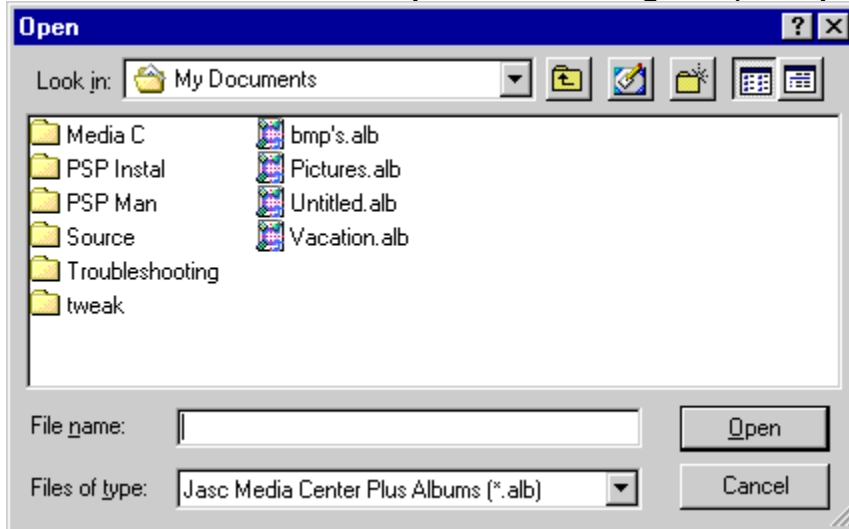 Open
Look in: My Documents
Media C
PSP Instal
PSP Man
Source
Troubleshooting
tweak
bmp's.alb
Pictures.alb
Untitled.alb
Vacation.alb
File name:
Open
Files of type: Jasc Media Center Plus Albums (*.alb)
Cancel